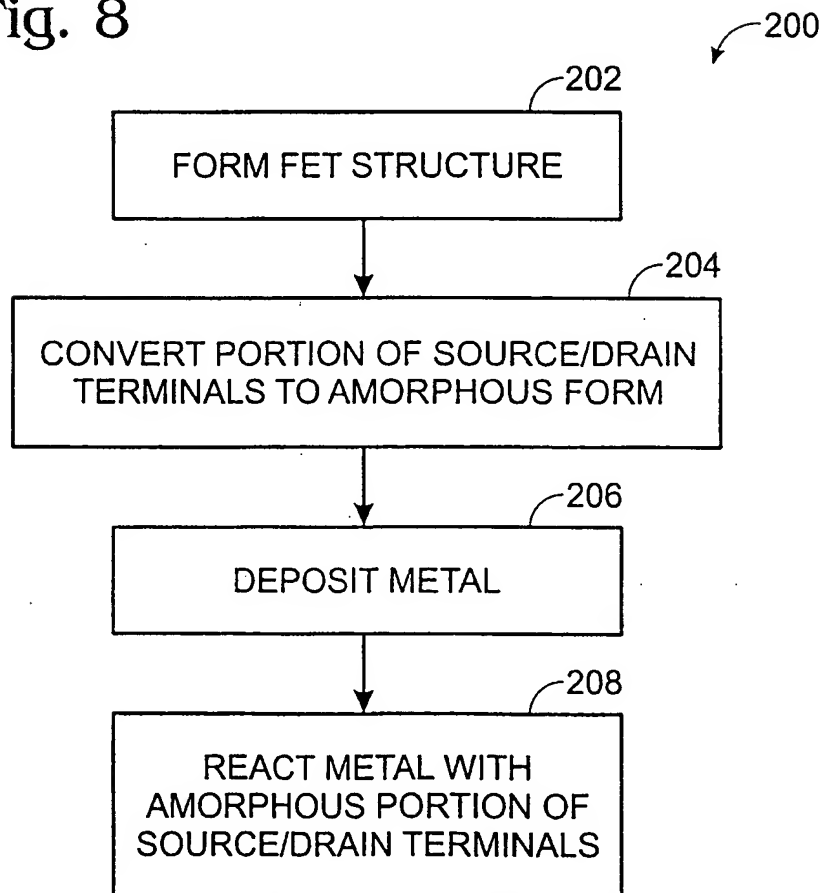 Fig. 8
200
202
FORM FET STRUCTURE
204
CONVERT PORTION OF SOURCE/DRAIN
TERMINALS TO AMORPHOUS FORM
206
DEPOSIT METAL
208
REACT METAL WITH
AMORPHOUS PORTION OF
SOURCE/DRAIN TERMINALS